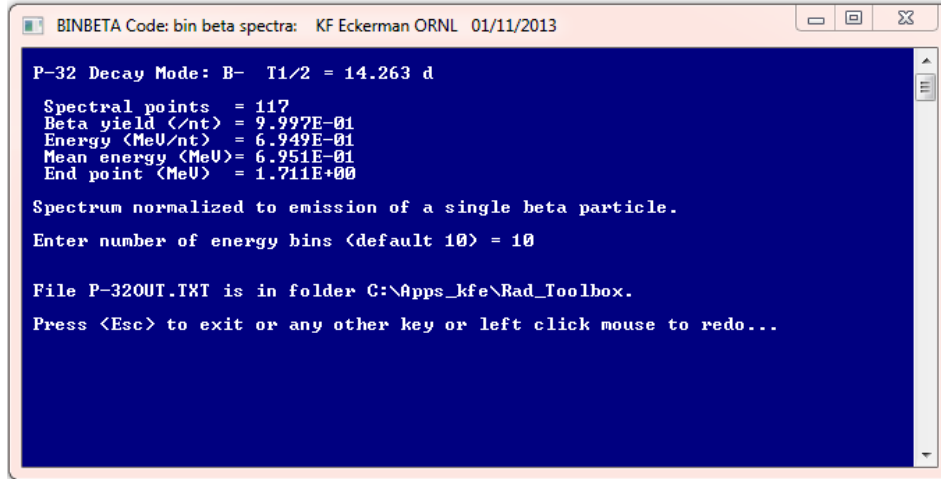 BINBETA Code: bin beta spectra: KF Eckerman ORNL 01/11/2013
P-32 Decay Mode: B- T1/2 = 14.263 d
Spectral points = 117
Beta yield (/nt) = 9.997E-01
Energy (MeV/nt) = 6.949E-01
Mean energy (MeV)= 6.951E-01
End point (MeV) = 1.711E+00
Spectrum normalized to emission of a single beta particle.
Enter number of energy bins (default 10) = 10
File P-32OUT.TXT is in folder C:\Apps_kfe\Rad_Toolbox.
Press <Esc> to exit or any other key or left click mouse to redo...